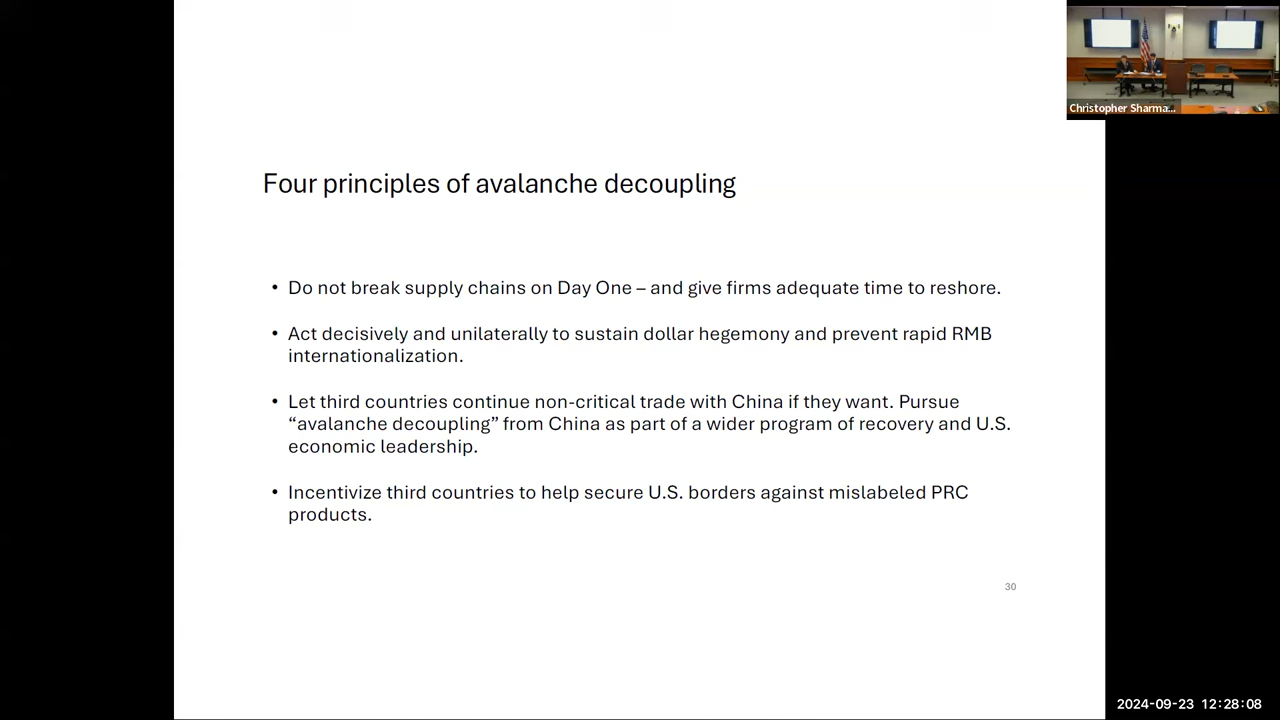 Christopher Sharma...
Four principles of avalanche decoupling
• Do not break supply chains on Day One – and give firms adequate time to reshore.
• Act decisively and unilaterally to sustain dollar hegemony and prevent rapid RMB
internationalization.
• Let third countries continue non-critical trade with China if they want. Pursue
“avalanche decoupling” from China as part of a wider program of recovery and U.S.
economic leadership.
• Incentivize third countries to help secure U.S. borders against mislabeled PRC
products.
30
2024-09-23 12:28:08